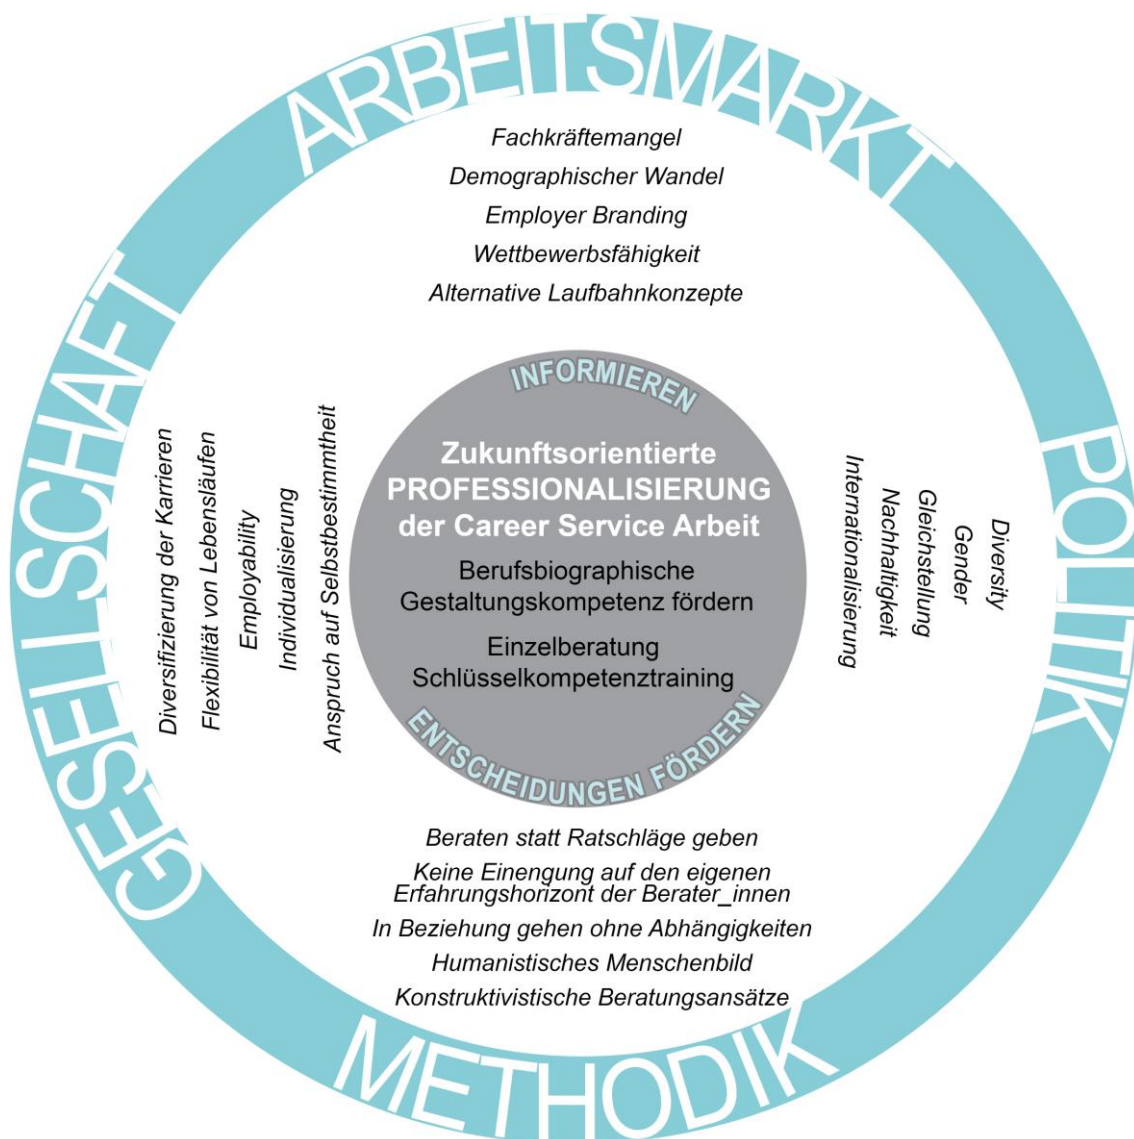 ARBEITSMARKT
Fachkräftemangel
Demographischer Wandel
Employer Branding
Wettbewerbsfähigkeit
Alternative Laufbahnkonzepte
GESELLSCHAFT
Diversifizierung der Karrieren
Flexibilität von Lebensläufen
Employability
Individualisierung
Anspruch auf Selbstbestimmtheit
INFORMIEREN
Zukunftsorientierte
PROFESSIONALISIERUNG
der Career Service Arbeit
Berufsbiographische
Gestaltungskompetenz fördern
Einzelberatung
Schlüsselkompetenztraining
ENTSCHEIDUNGEN FÖRDERN
POLITIK
Diversity
Gender
Gleichstellung
Nachhaltigkeit
Internationalisierung
Beraten statt Ratschläge geben
Keine Einengung auf den eigenen
Erfahrungshorizont der Berater_innen
In Beziehung gehen ohne Abhängigkeiten
Humanistisches Menschenbild
Konstruktivistische Beratungsansätze
METHODIK